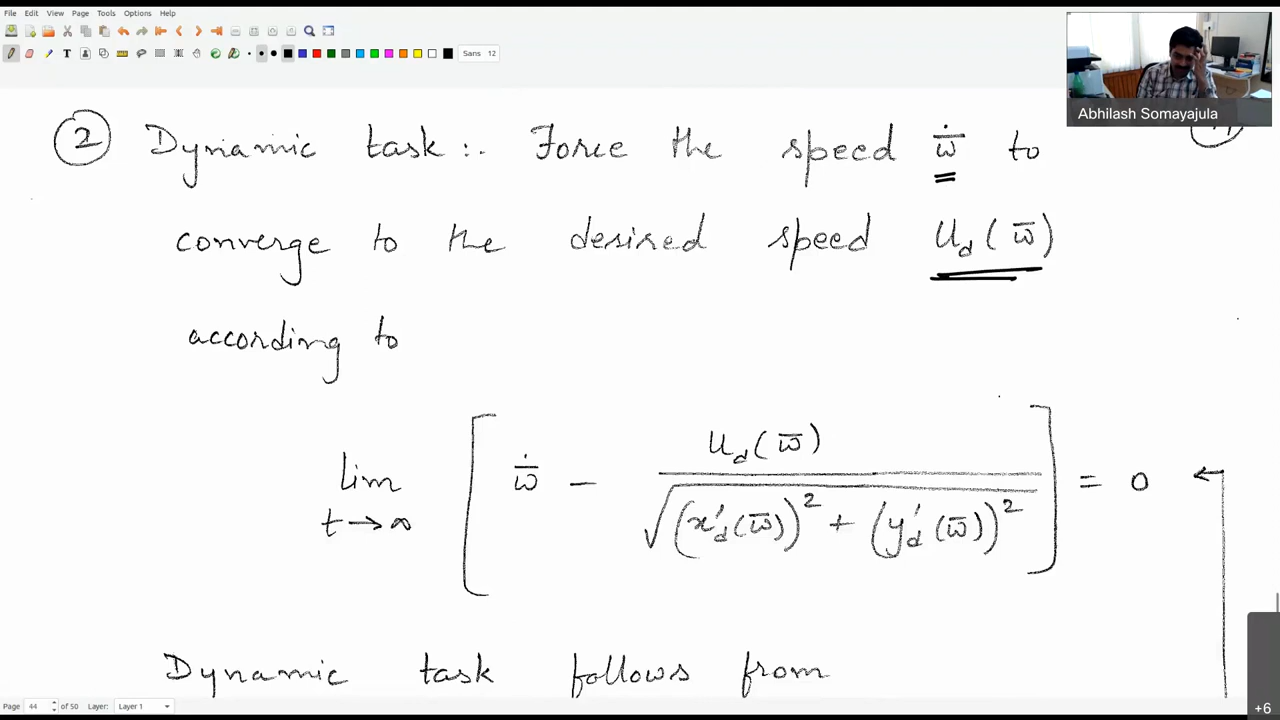 File Edit View Page Tools Options Help
Sans 12
Abhilash Somayajula
② Dynamic task:. Force the speed ω̄̇ to
converge to the desired speed U_d(ω̄)
according to
lim t→∞ [ ω̄̇ − U_d(ω̄) / √((x'_d(ω̄))² + (y'_d(ω̄))²) ] = 0 ←
Dynamic task follows from
Page 44 of 50 Layer: Layer 1
+6